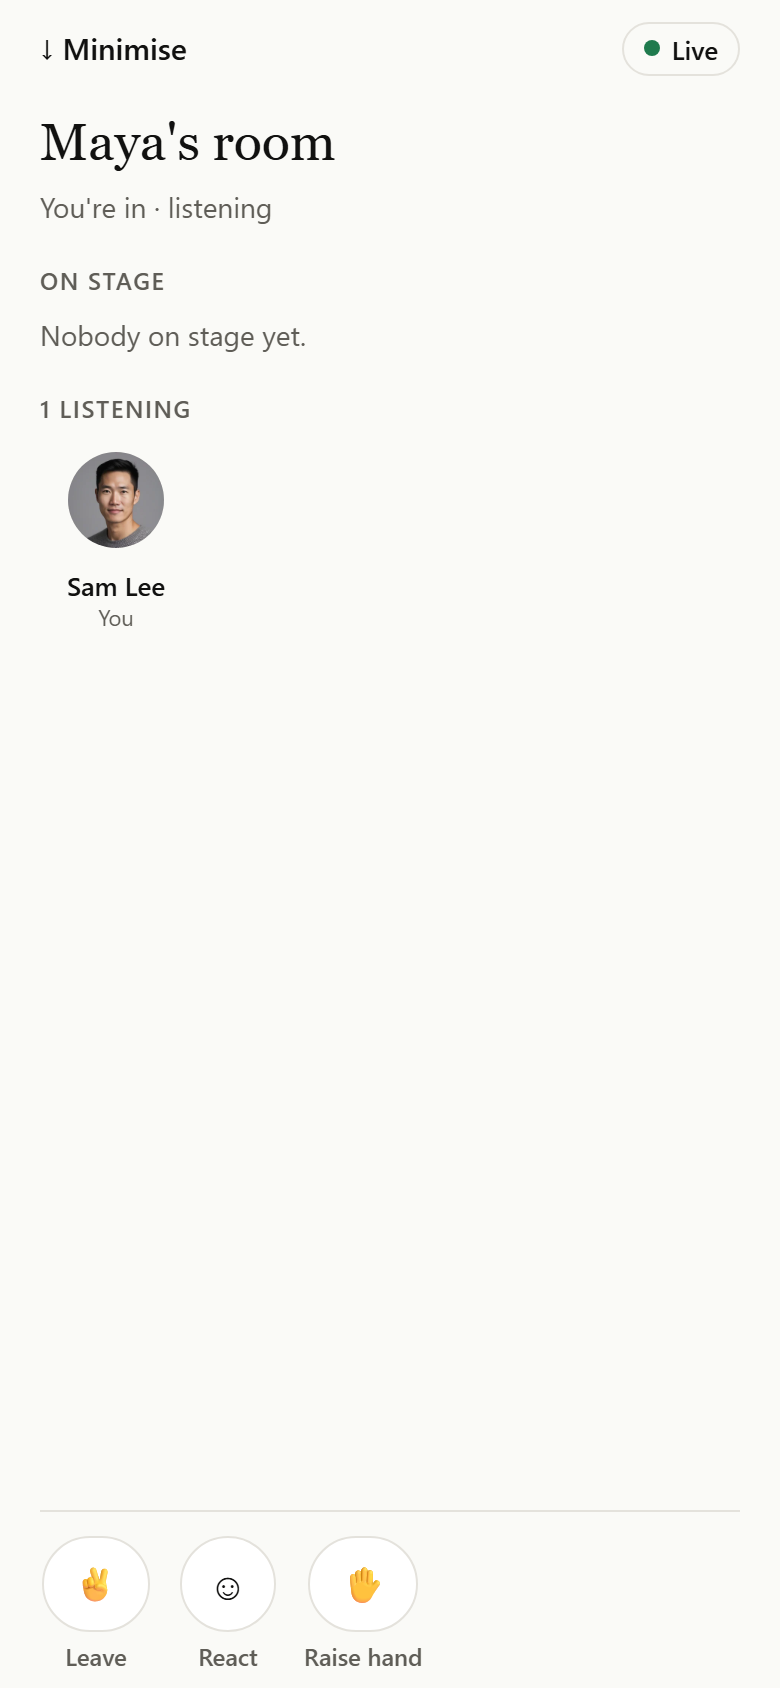 ↓ Minimise
Live
Maya's room
You're in · listening
ON STAGE
Nobody on stage yet.
1 LISTENING
Sam Lee
You
Leave
React
Raise hand